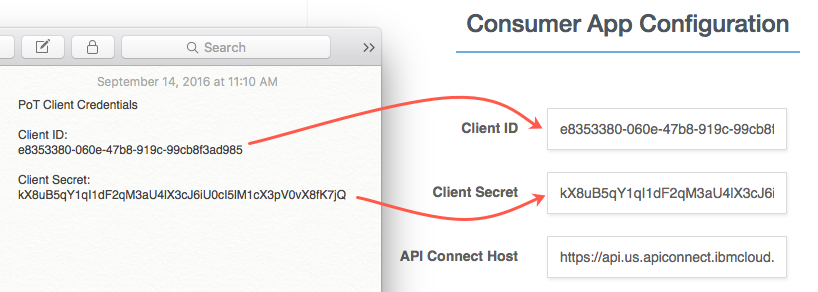 Search
September 14, 2016 at 11:10 AM
PoT Client Credentials
Client ID:
e8353380-060e-47b8-919c-99cb8f3ad985
Client Secret:
kX8uB5qY1qI1dF2qM3aU4lX3cJ6iU0cI5lM1cX3pV0vX8fK7jQ
Consumer App Configuration
Client ID
e8353380-060e-47b8-919c-99cb8f
Client Secret
kX8uB5qY1qI1dF2qM3aU4lX3cJ6i
API Connect Host
https://api.us.apiconnect.ibmcloud.